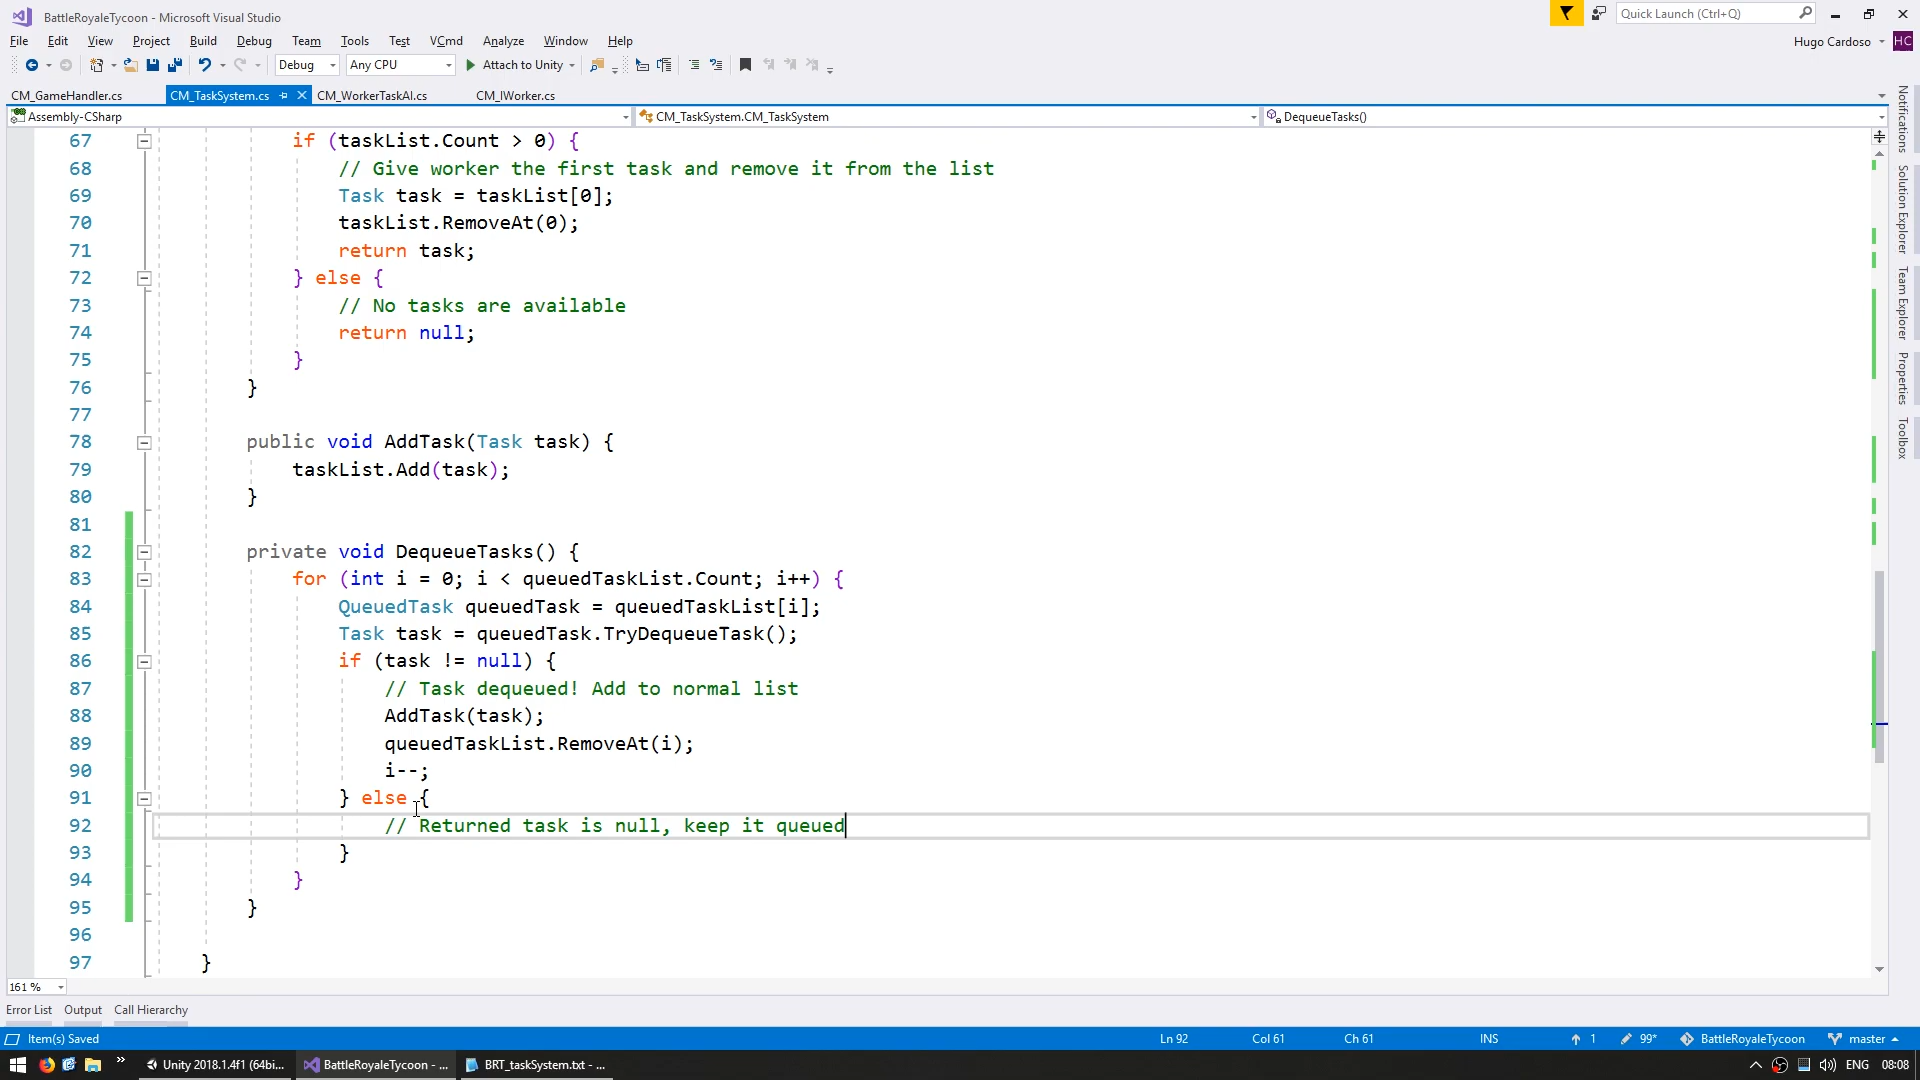 BattleRoyaleTycoon - Microsoft Visual Studio
Quick Launch (Ctrl+Q)
File Edit View Project Build Debug Team Tools Test VCmd Analyze Window Help
Hugo Cardoso HC
Debug Any CPU Attach to Unity
CM_GameHandler.cs CM_TaskSystem.cs CM_WorkerTaskAI.cs CM_IWorker.cs
Assembly-CSharp CM_TaskSystem.CM_TaskSystem DequeueTasks()
67 if (taskList.Count > 0) {
68 // Give worker the first task and remove it from the list
69 Task task = taskList[0];
70 taskList.RemoveAt(0);
71 return task;
72 } else {
73 // No tasks are available
74 return null;
75 }
76 }
77
78 public void AddTask(Task task) {
79 taskList.Add(task);
80 }
81
82 private void DequeueTasks() {
83 for (int i = 0; i < queuedTaskList.Count; i++) {
84 QueuedTask queuedTask = queuedTaskList[i];
85 Task task = queuedTask.TryDequeueTask();
86 if (task != null) {
87 // Task dequeued! Add to normal list
88 AddTask(task);
89 queuedTaskList.RemoveAt(i);
90 i--;
91 } else {
92 // Returned task is null, keep it queued
93 }
94 }
95 }
96
97 }
Notifications
Solution Explorer
Team Explorer
Properties
Toolbox
161 %
Error List Output Call Hierarchy
Item(s) Saved Ln 92 Col 61 Ch 61 INS 1 99* BattleRoyaleTycoon master
Unity 2018.1.4f1 (64bi... BattleRoyaleTycoon - ... BRT_taskSystem.txt - ... ENG 08:08